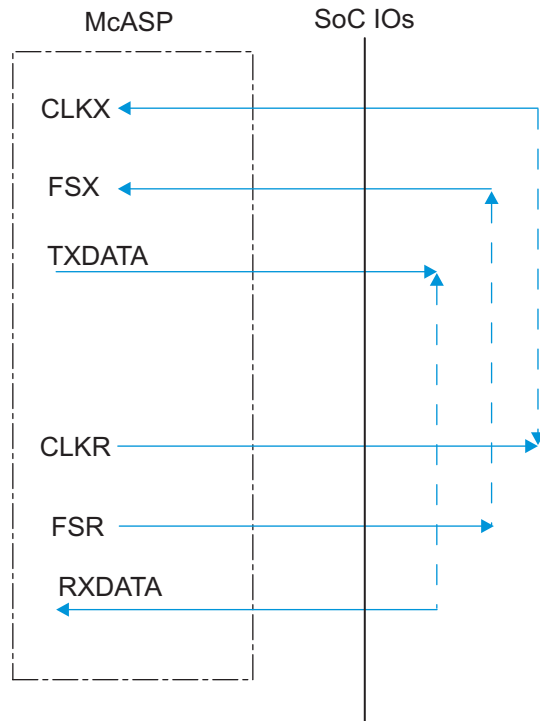 McASP
SoC IOs
CLKX
FSX
TXDATA
CLKR
FSR
RXDATA